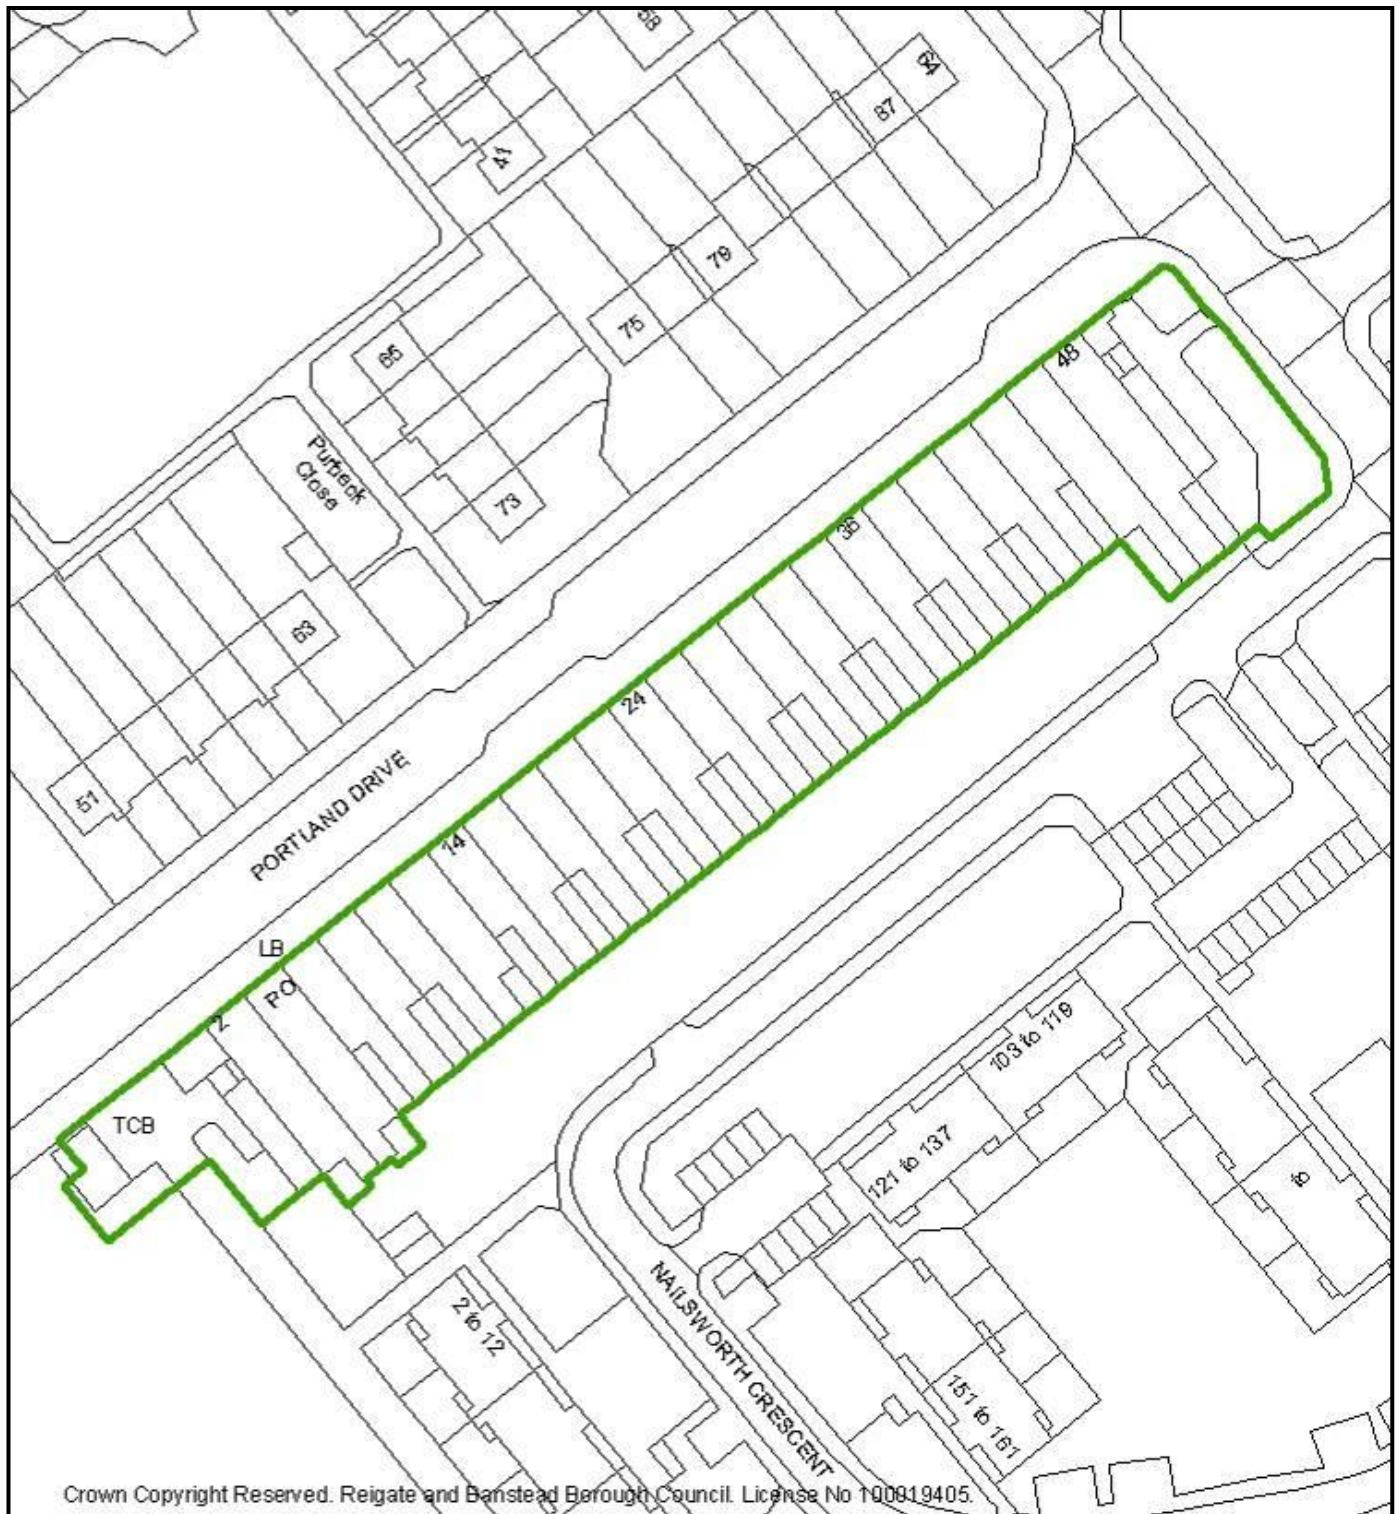 58
64
87
41
79
75
65
48
Purbeck
Close
73
36
63
24
51
PORTLAND DRIVE
14
LB
PO
2
TCB
103 to 119
121 to 137
to
2 to 12
NAILSWORTH CRESCENT
151 to 161
Crown Copyright Reserved. Reigate and Banstead Borough Council. License No 100019405.